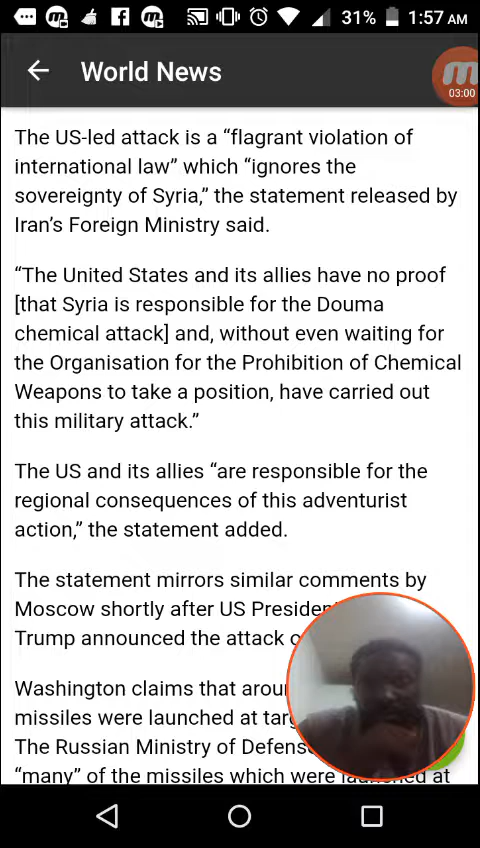 31% 1:57 AM
World News
03:00
The US-led attack is a “flagrant violation of
international law” which “ignores the
sovereignty of Syria,” the statement released by
Iran’s Foreign Ministry said.
“The United States and its allies have no proof
[that Syria is responsible for the Douma
chemical attack] and, without even waiting for
the Organisation for the Prohibition of Chemical
Weapons to take a position, have carried out
this military attack.”
The US and its allies “are responsible for the
regional consequences of this adventurist
action,” the statement added.
The statement mirrors similar comments by
Moscow shortly after US President
Trump announced the attack
Washington claims that
missiles were launched at
The Russian Ministry of
“many” of the missiles which were launched at